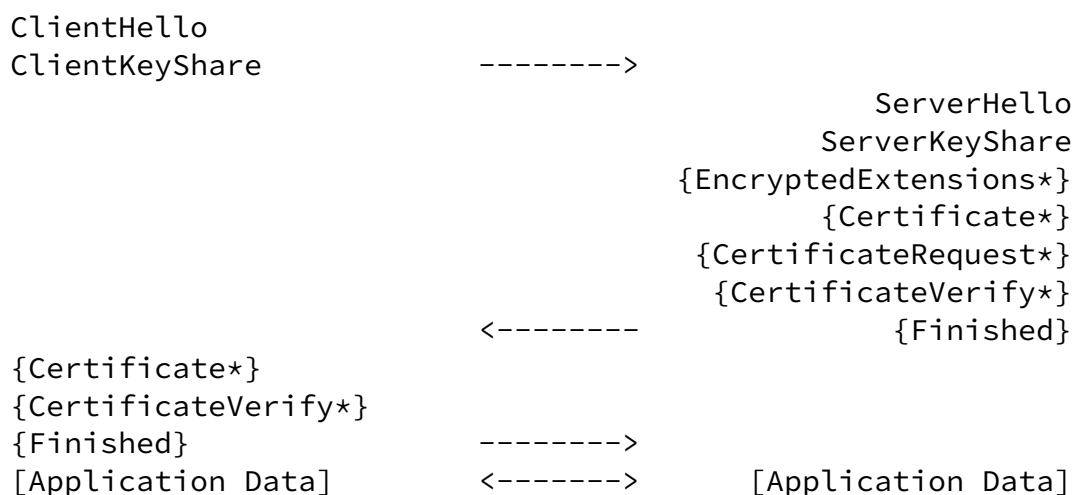 ClientHello
ClientKeyShare -------->
ServerHello
ServerKeyShare
{EncryptedExtensions*}
{Certificate*}
{CertificateRequest*}
{CertificateVerify*}
<-------- {Finished}
{Certificate*}
{CertificateVerify*}
{Finished} -------->
[Application Data] <-------> [Application Data]